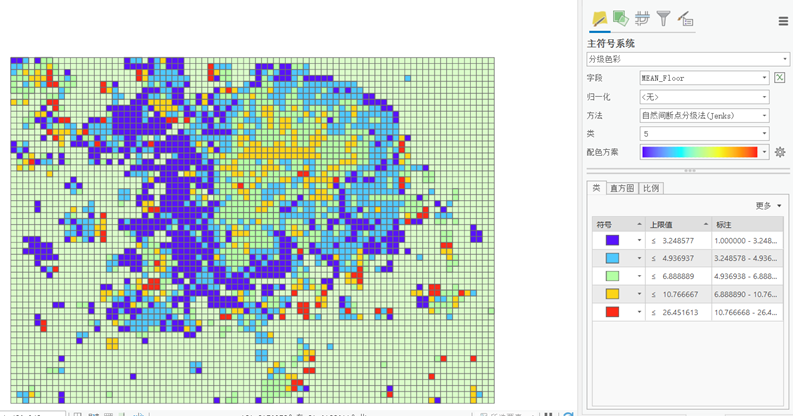 主符号系统
分级色彩
字段 MEAN_Floor
归一化 <无>
方法 自然间断点分级法(Jenks)
类 5
配色方案
类 直方图 比例
更多
符号 上限值 标注
≤ 3.248577 1.000000 - 3.248...
≤ 4.936937 3.248578 - 4.936...
≤ 6.888889 4.936938 - 6.888...
≤ 10.766667 6.888890 - 10.76...
≤ 26.451613 10.766668 - 26.4...